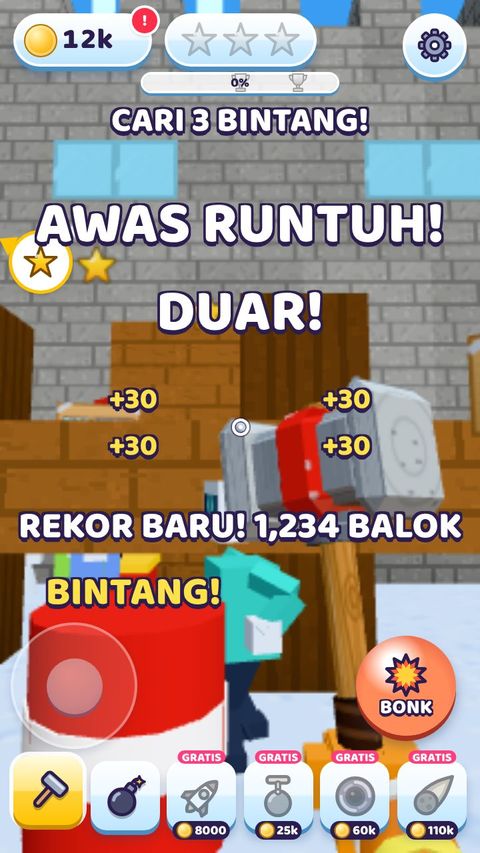 12k
!
0%
CARI 3 BINTANG!
AWAS RUNTUH!
DUAR!
+30 +30
+30 +30
REKOR BARU! 1,234 BALOK
BINTANG!
BONK
GRATIS GRATIS GRATIS GRATIS
8000 25k 60k 110k